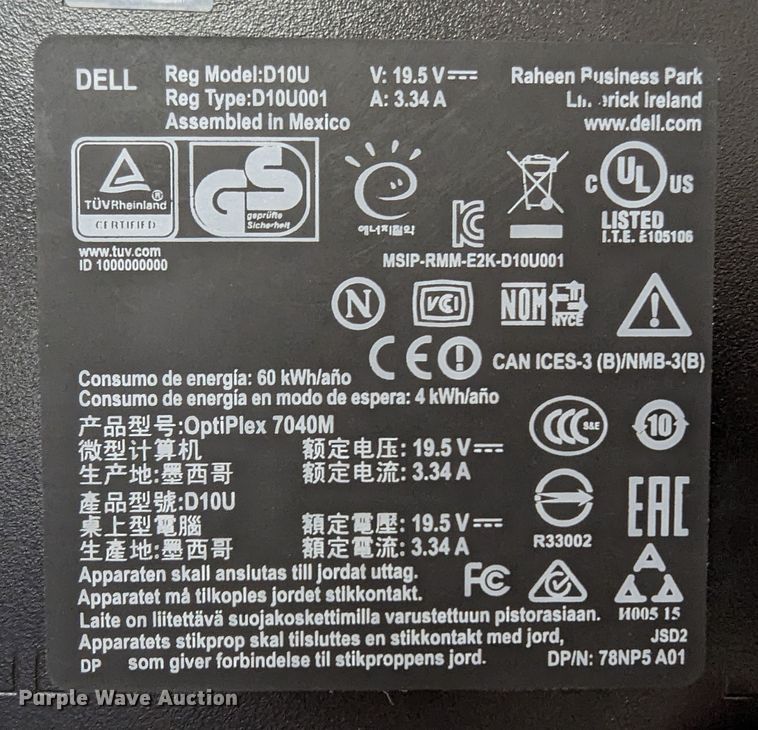 DELL
Reg Model:D10U
Reg Type:D10U001
Assembled in Mexico
V: 19.5 V
A: 3.34 A
Raheen Business Park
Limerick Ireland
www.dell.com
TÜVRheinland
CERTIFIED
www.tuv.com
ID 1000000000
GS
geprüfte
Sicherheit
에너지절약
MSIP-RMM-E2K-D10U001
C UL US
LISTED
I.T.E. E105106
N
VCI
NOM
NYCE
CE
CAN ICES-3 (B)/NMB-3(B)
Consumo de energía: 60 kWh/año
Consumo de energía en modo de espera: 4 kWh/año
产品型号:OptiPlex 7040M
微型计算机 额定电压: 19.5 V
生产地:墨西哥 额定电流: 3.34 A
產品型號:D10U
桌上型電腦 額定電壓: 19.5 V
生產地:墨西哥 額定電流: 3.34 A
CCC S&E
10
R33002
EAC
Apparaten skall anslutas till jordat uttag.
Apparatet må tilkoples jordet stikkontakt.
Laite on liitettävä suojakoskettimilla varustettuun pistorasiaan.
Apparatets stikprop skal tilsluttes en stikkontakt med jord,
DP som giver forbindelse til stikproppens jord.
FC
И005 15
JSD2
DP/N: 78NP5 A01
Purple Wave Auction